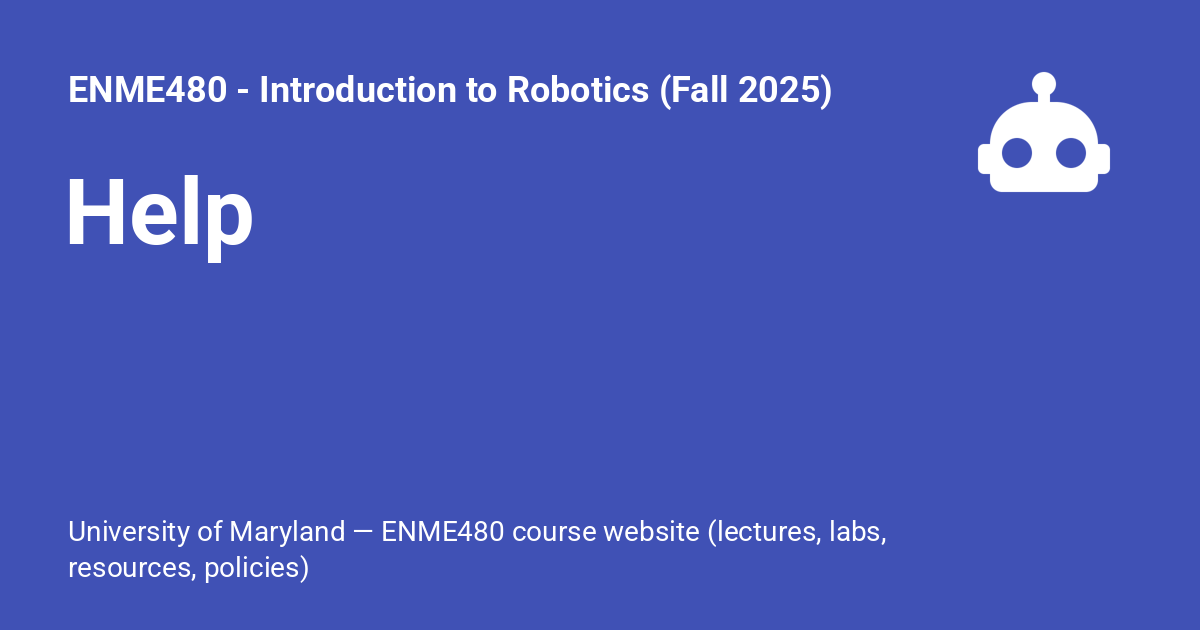 ENME480 - Introduction to Robotics (Fall 2025)
Help
University of Maryland — ENME480 course website (lectures, labs,
resources, policies)